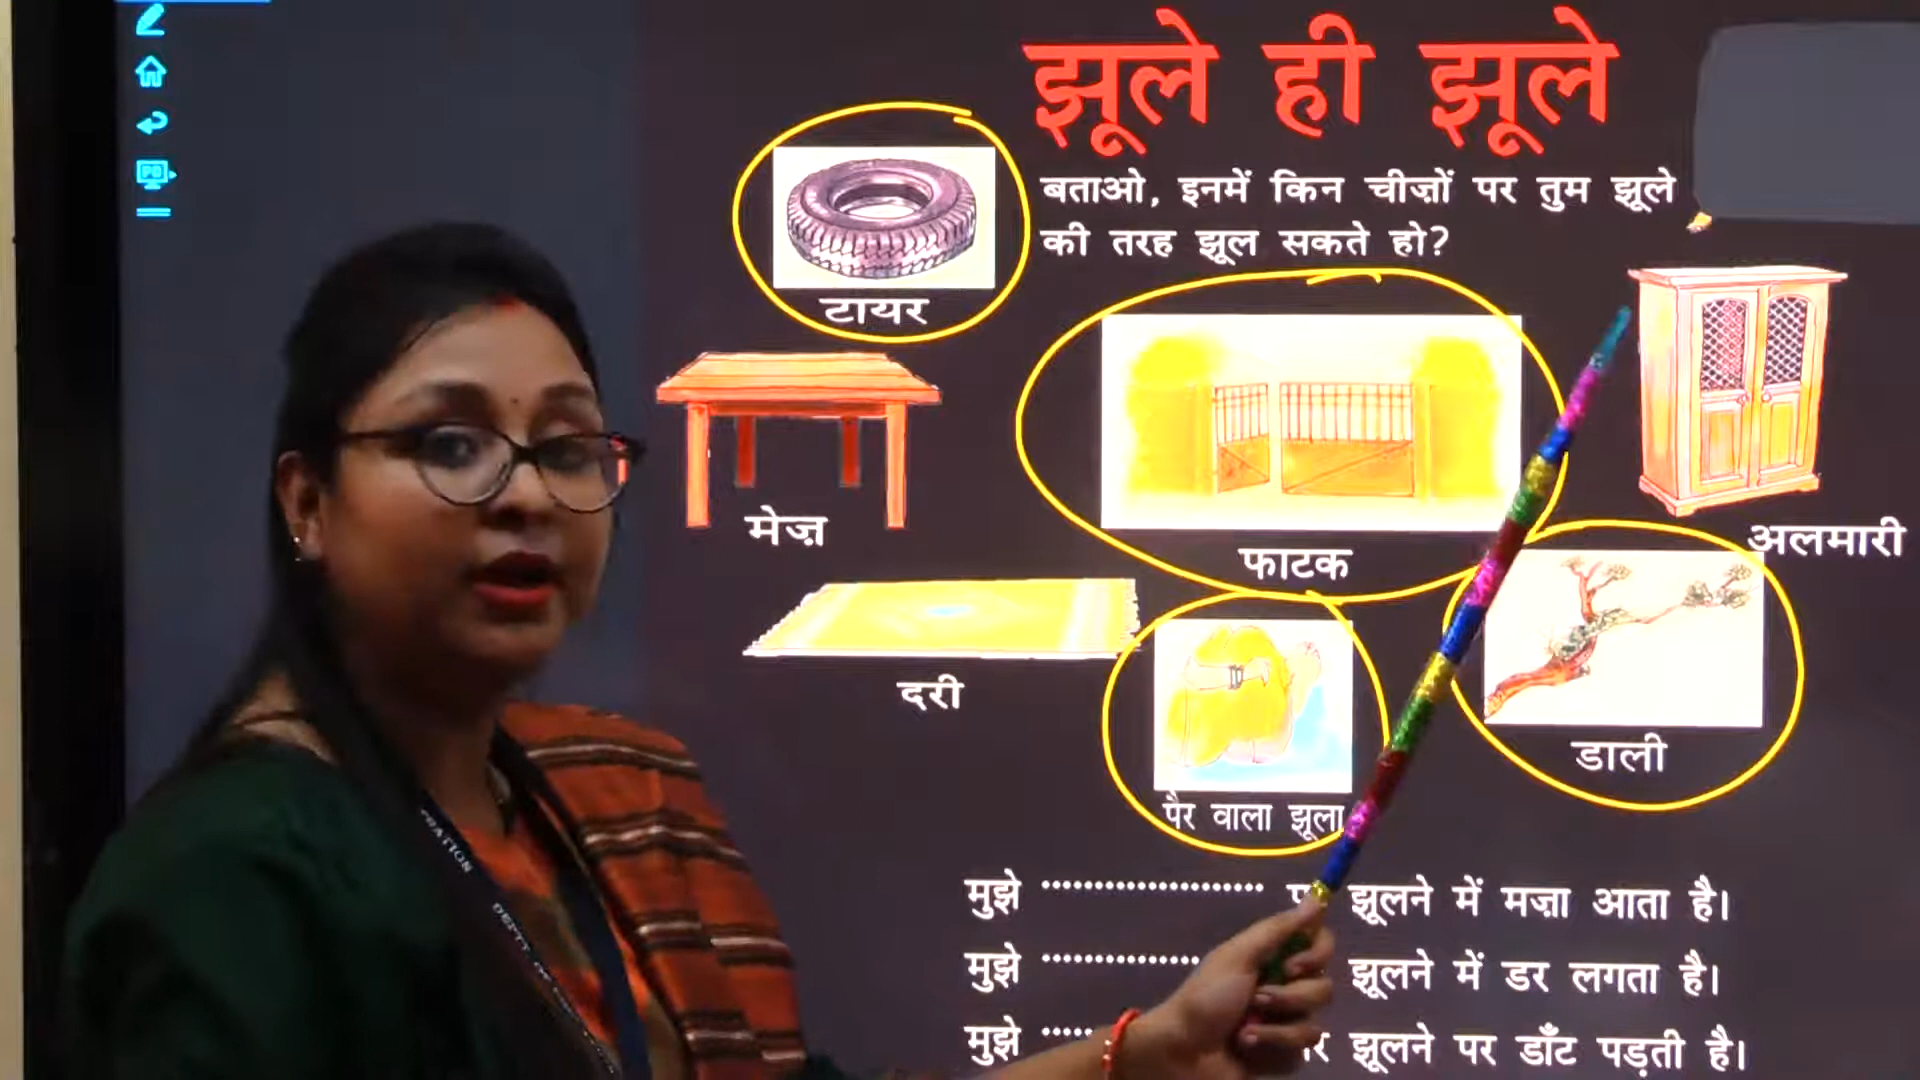 झूले ही झूले
बताओ, इनमें किन चीज़ों पर तुम झूले
की तरह झूल सकते हो?
टायर
मेज़
फाटक
अलमारी
दरी
पैर वाला झूला
डाली
मुझे ........................ झूलने में मज़ा आता है।
मुझे ................. झूलने में डर लगता है।
मुझे ..... झूलने पर डाँट पड़ती है।